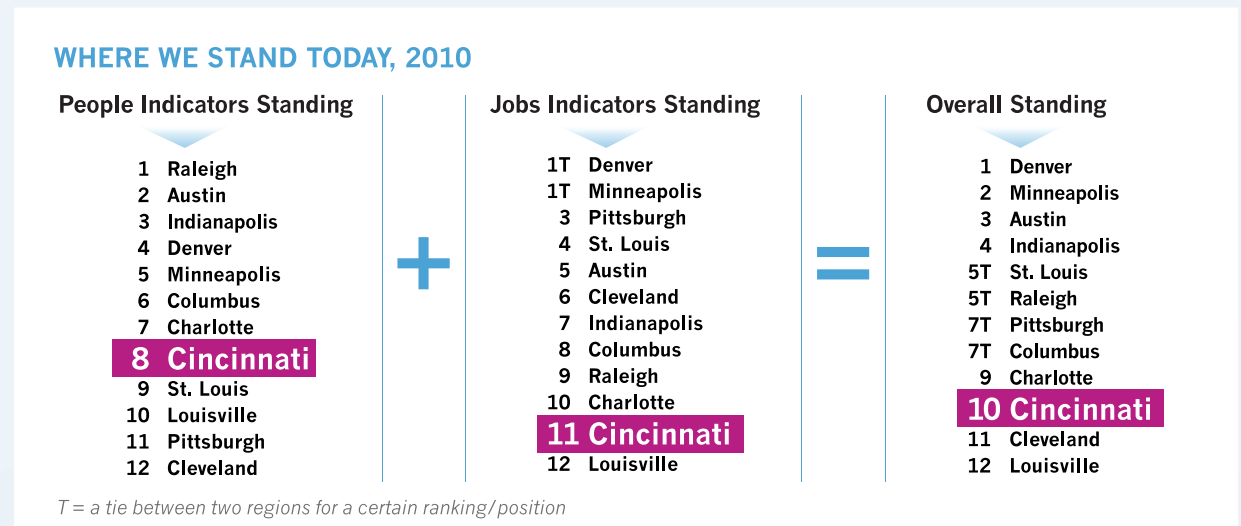 WHERE WE STAND TODAY, 2010
People Indicators Standing
1 Raleigh
2 Austin
3 Indianapolis
4 Denver
5 Minneapolis
6 Columbus
7 Charlotte
8 Cincinnati
9 St. Louis
10 Louisville
11 Pittsburgh
12 Cleveland
+
Jobs Indicators Standing
1T Denver
1T Minneapolis
3 Pittsburgh
4 St. Louis
5 Austin
6 Cleveland
7 Indianapolis
8 Columbus
9 Raleigh
10 Charlotte
11 Cincinnati
12 Louisville
=
Overall Standing
1 Denver
2 Minneapolis
3 Austin
4 Indianapolis
5T St. Louis
5T Raleigh
7T Pittsburgh
7T Columbus
9 Charlotte
10 Cincinnati
11 Cleveland
12 Louisville
T = a tie between two regions for a certain ranking/position